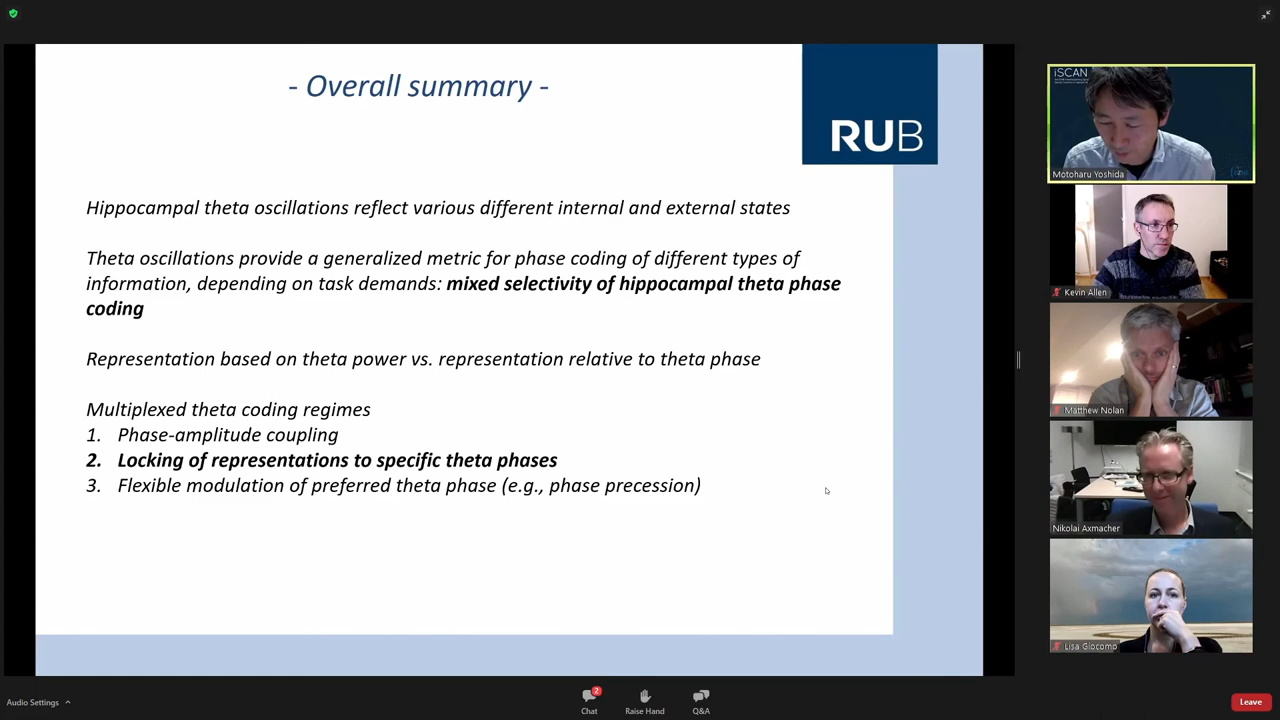 - Overall summary -
RUB
Hippocampal theta oscillations reflect various different internal and external states
Theta oscillations provide a generalized metric for phase coding of different types of
information, depending on task demands: mixed selectivity of hippocampal theta phase
coding
Representation based on theta power vs. representation relative to theta phase
Multiplexed theta coding regimes
1. Phase-amplitude coupling
2. Locking of representations to specific theta phases
3. Flexible modulation of preferred theta phase (e.g., phase precession)
iSCAN
Motoharu Yoshida
Kevin Allen
Matthew Nolan
Nikolai Axmacher
Lisa Giocomo
Audio Settings
2
Chat
Raise Hand
Q&A
Leave